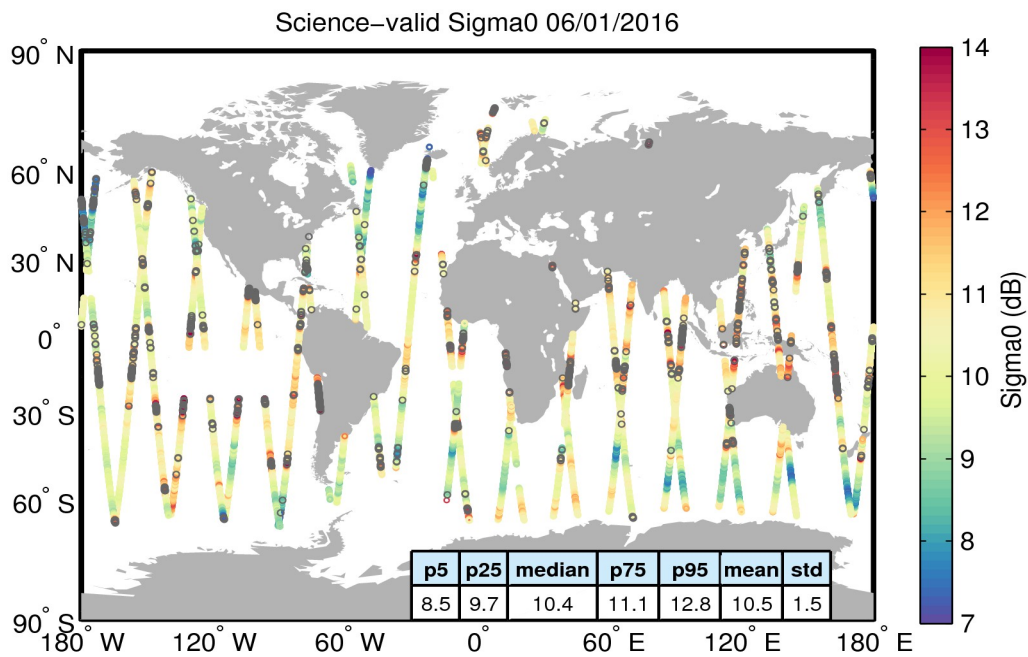 Science−valid Sigma0 06/01/2016
90° N
60° N
30° N
0°
30° S
60° S
90° S
180° W
120° W
60° W
0°
60° E
120° E
180° E
p5 p25 median p75 p95 mean std
8.5 9.7 10.4 11.1 12.8 10.5 1.5
14
13
12
11
10
9
8
7
Sigma0 (dB)